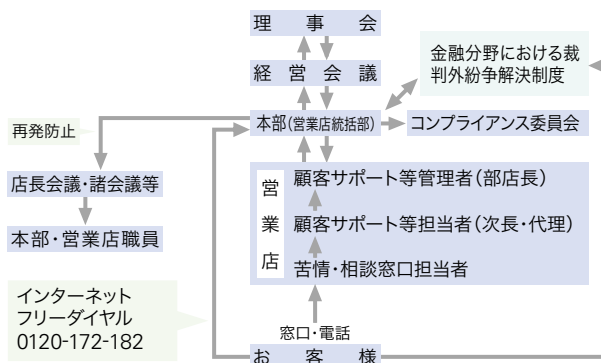 理事会
経営会議
金融分野における裁
判外紛争解決制度
本部(営業店統括部)
コンプライアンス委員会
再発防止
店長会議・諸会議等
本部・営業店職員
営業店
顧客サポート等管理者(部店長)
顧客サポート等担当者(次長・代理)
苦情・相談窓口担当者
インターネット
フリーダイヤル
0120-172-182
窓口・電話
お客様